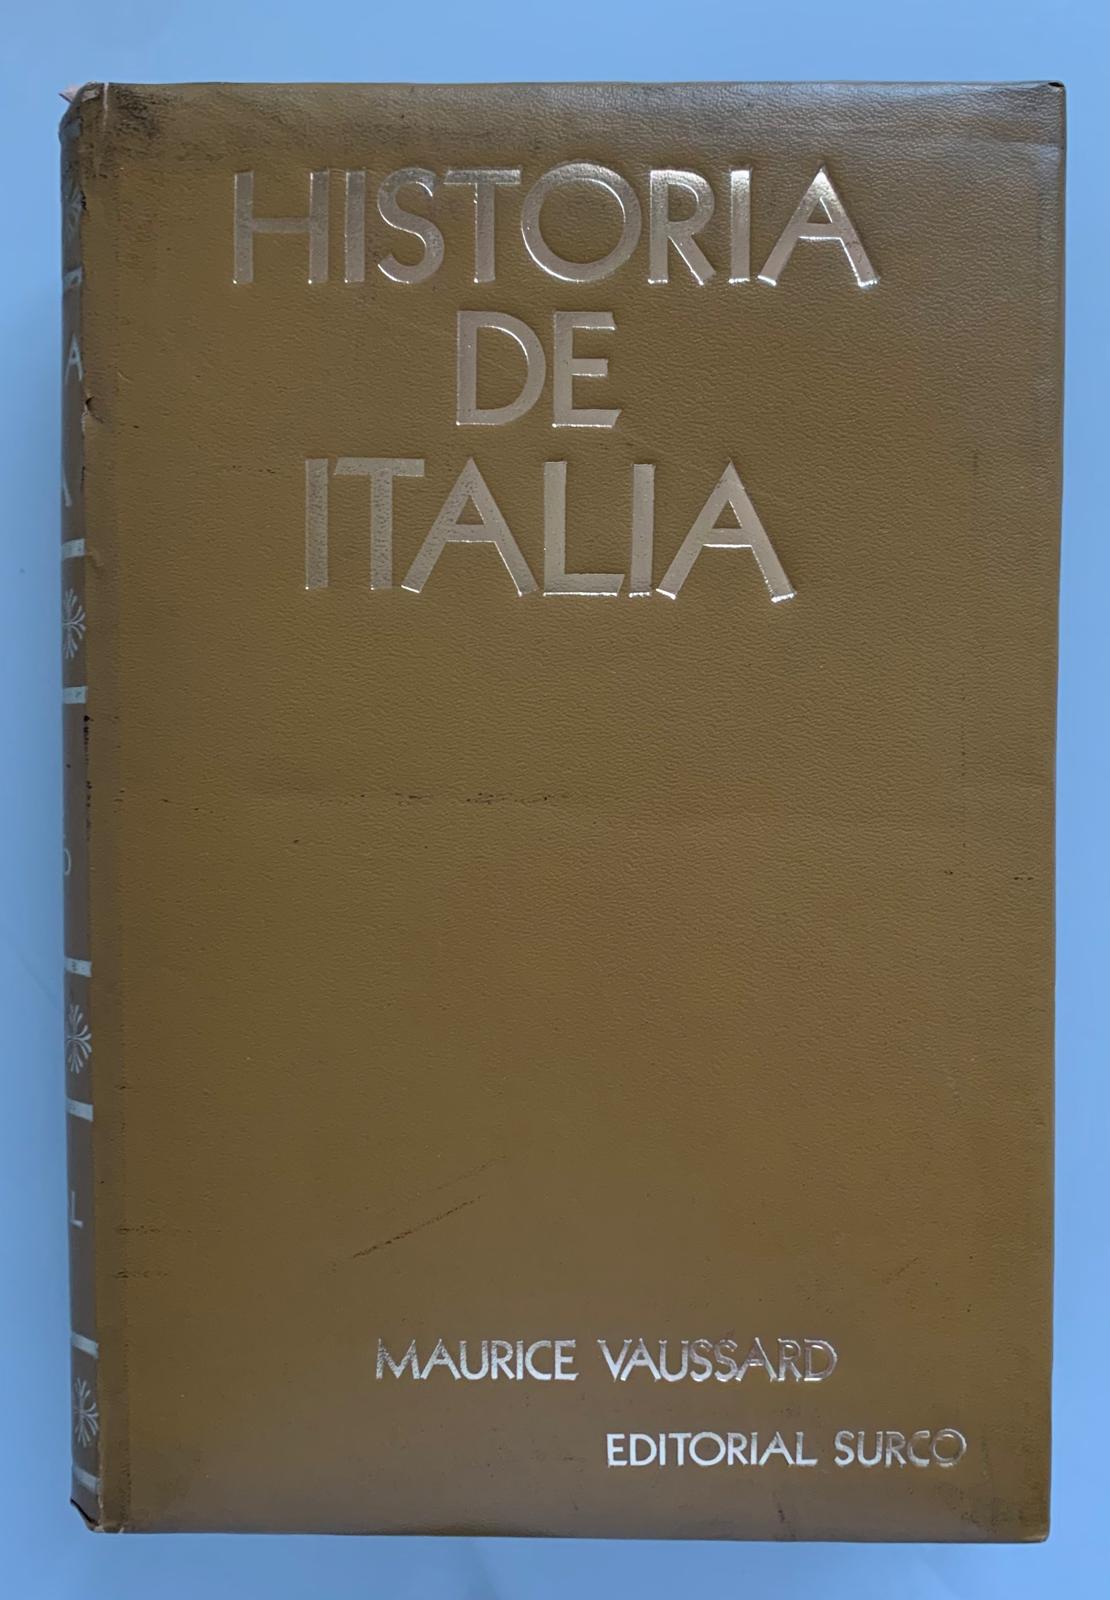 HISTORIA
DE
ITALIA
MAURICE VAUSSARD
EDITORIAL SURCO